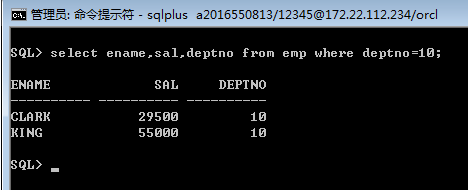 管理员: 命令提示符 - sqlplus  a2016550813/12345@172.22.112.234/orcl
SQL> select ename,sal,deptno from emp where deptno=10;
ENAME             SAL     DEPTNO
---------- ---------- ----------
CLARK           29500         10
KING            55000         10
SQL> _